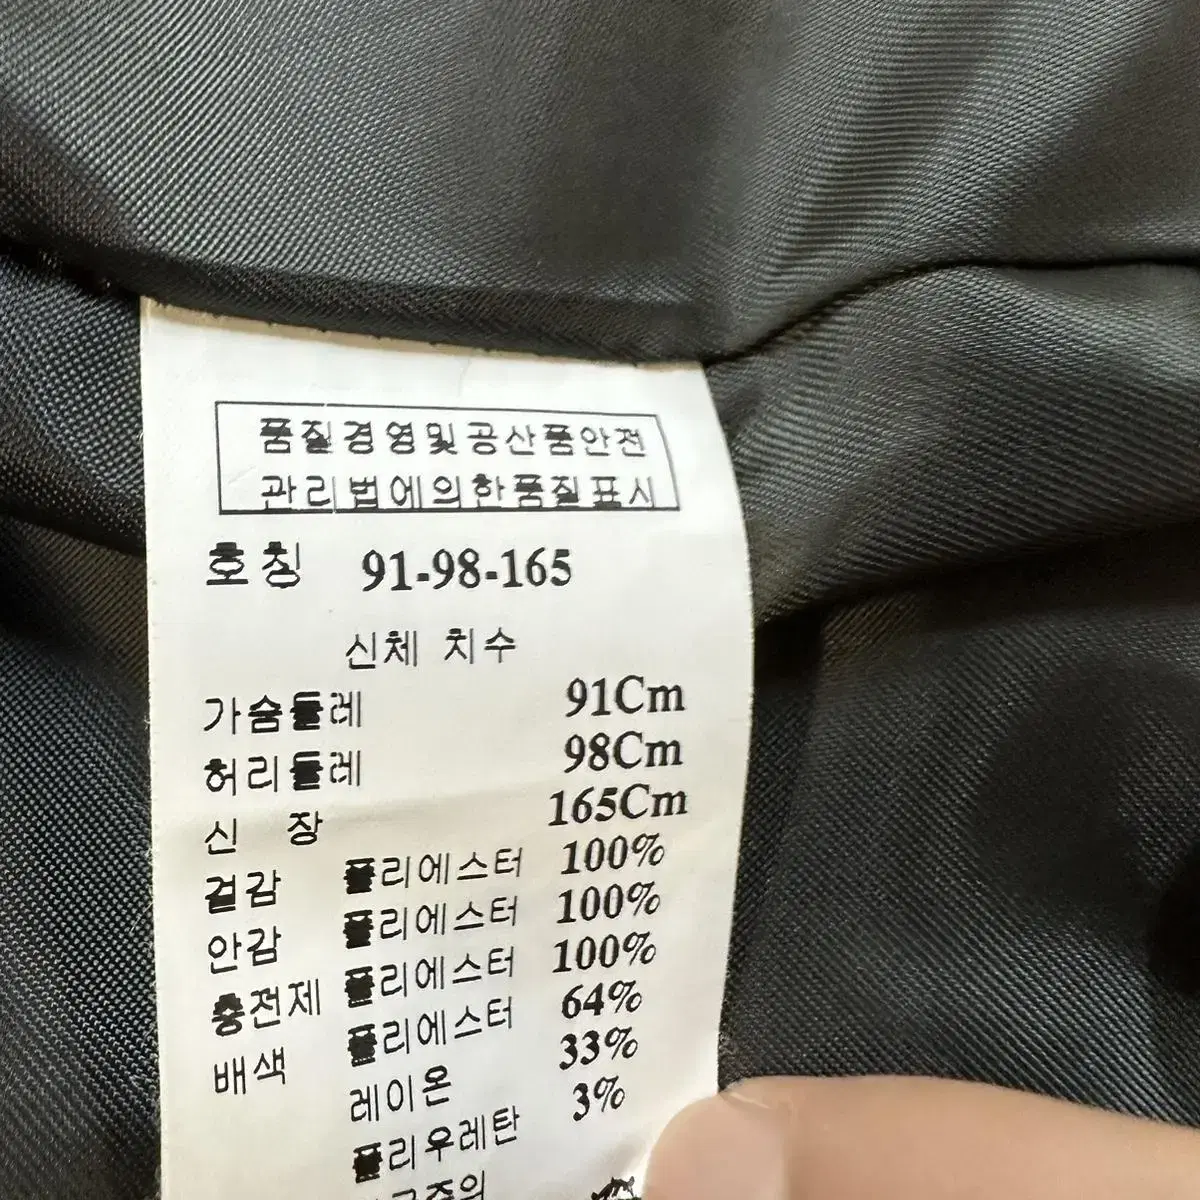 품질경영및공산품안전
관리법에의한품질표시
호칭 91-98-165
신체 치수
가슴둘레 91Cm
허리둘레 98Cm
신 장 165Cm
겉감 폴리에스터 100%
안감 폴리에스터 100%
충전제 폴리에스터 100%
배색 폴리에스터 64%
레이온 33%
폴리우레탄 3%